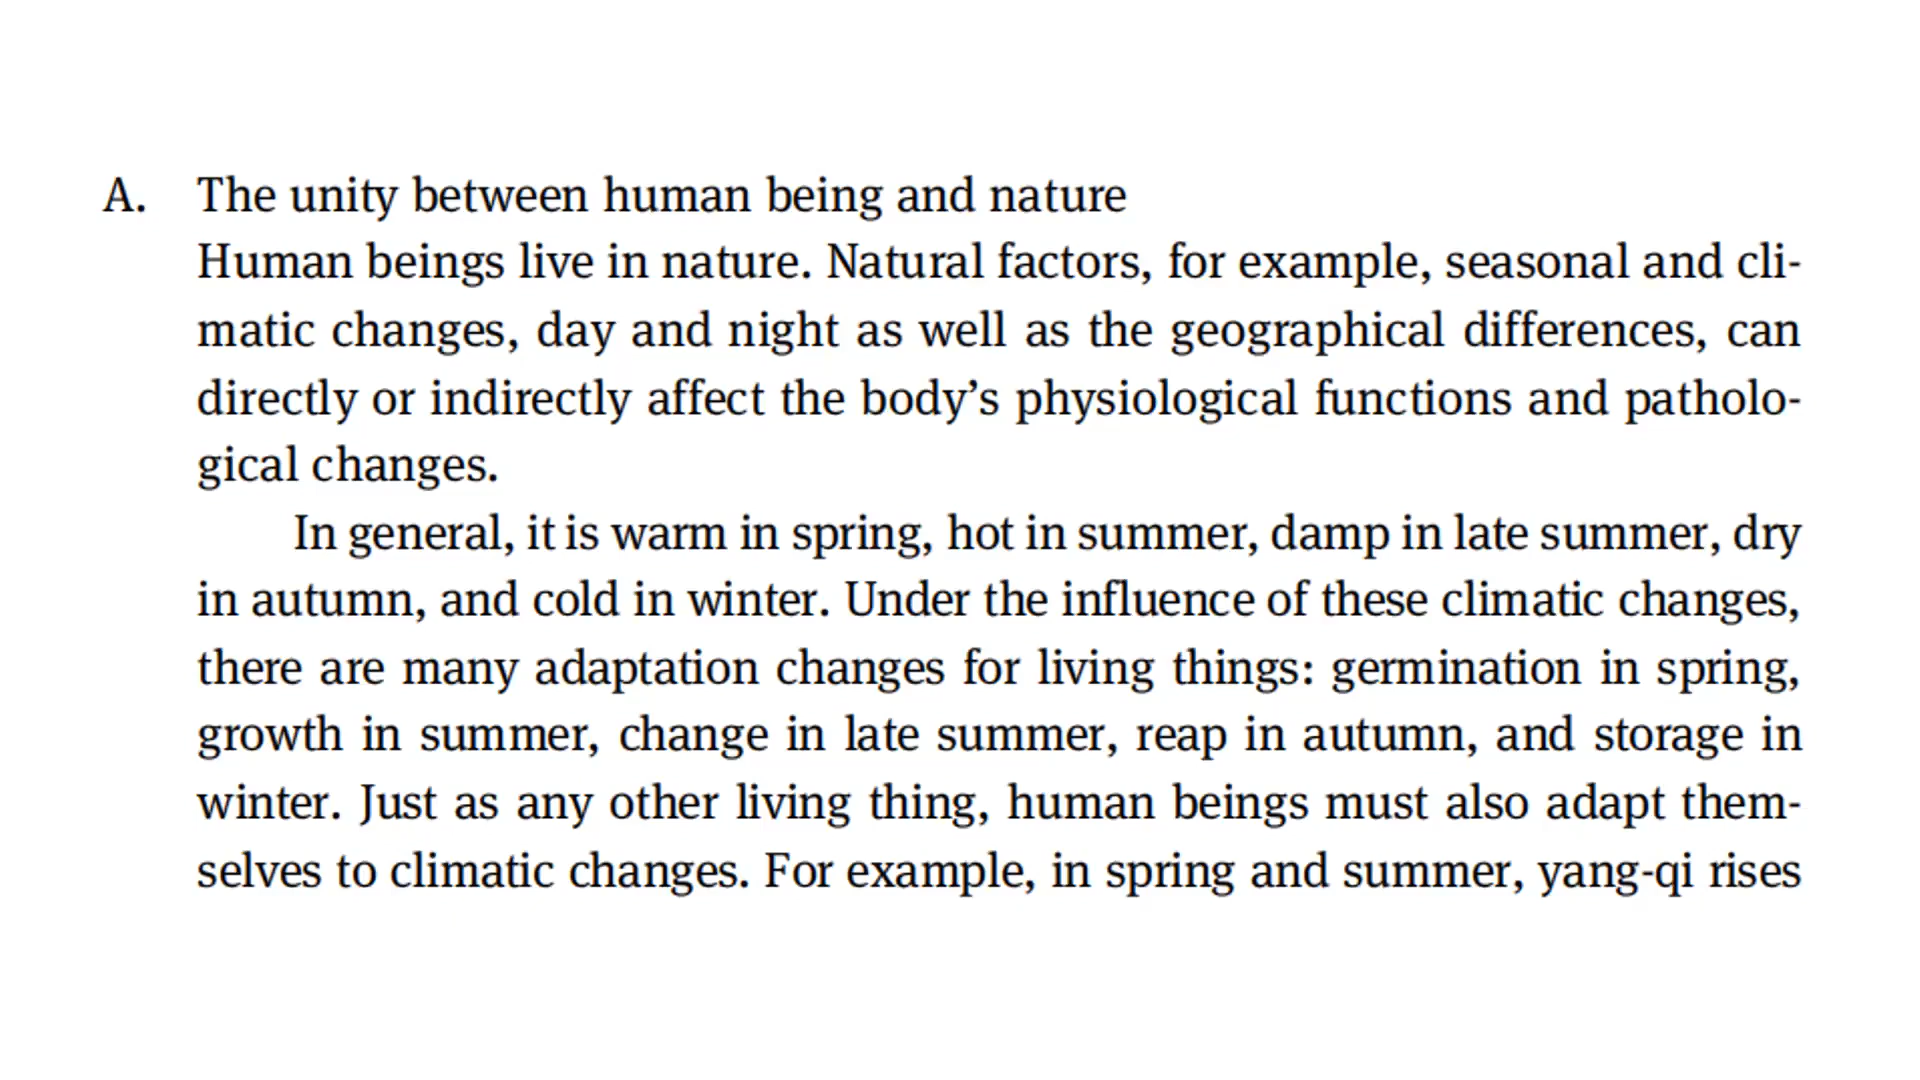 A. The unity between human being and nature
Human beings live in nature. Natural factors, for example, seasonal and cli-
matic changes, day and night as well as the geographical differences, can
directly or indirectly affect the body’s physiological functions and patholo-
gical changes.
In general, it is warm in spring, hot in summer, damp in late summer, dry
in autumn, and cold in winter. Under the influence of these climatic changes,
there are many adaptation changes for living things: germination in spring,
growth in summer, change in late summer, reap in autumn, and storage in
winter. Just as any other living thing, human beings must also adapt them-
selves to climatic changes. For example, in spring and summer, yang-qi rises